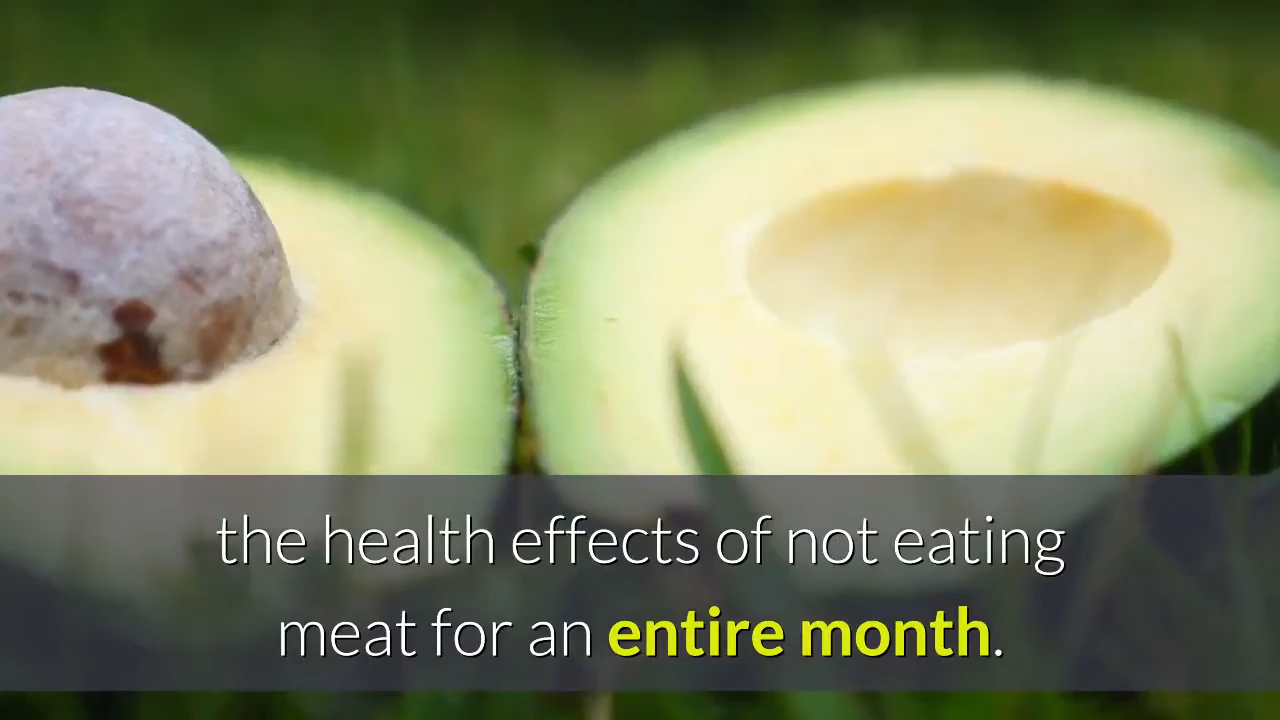 the health effects of not eating
meat for an entire month.